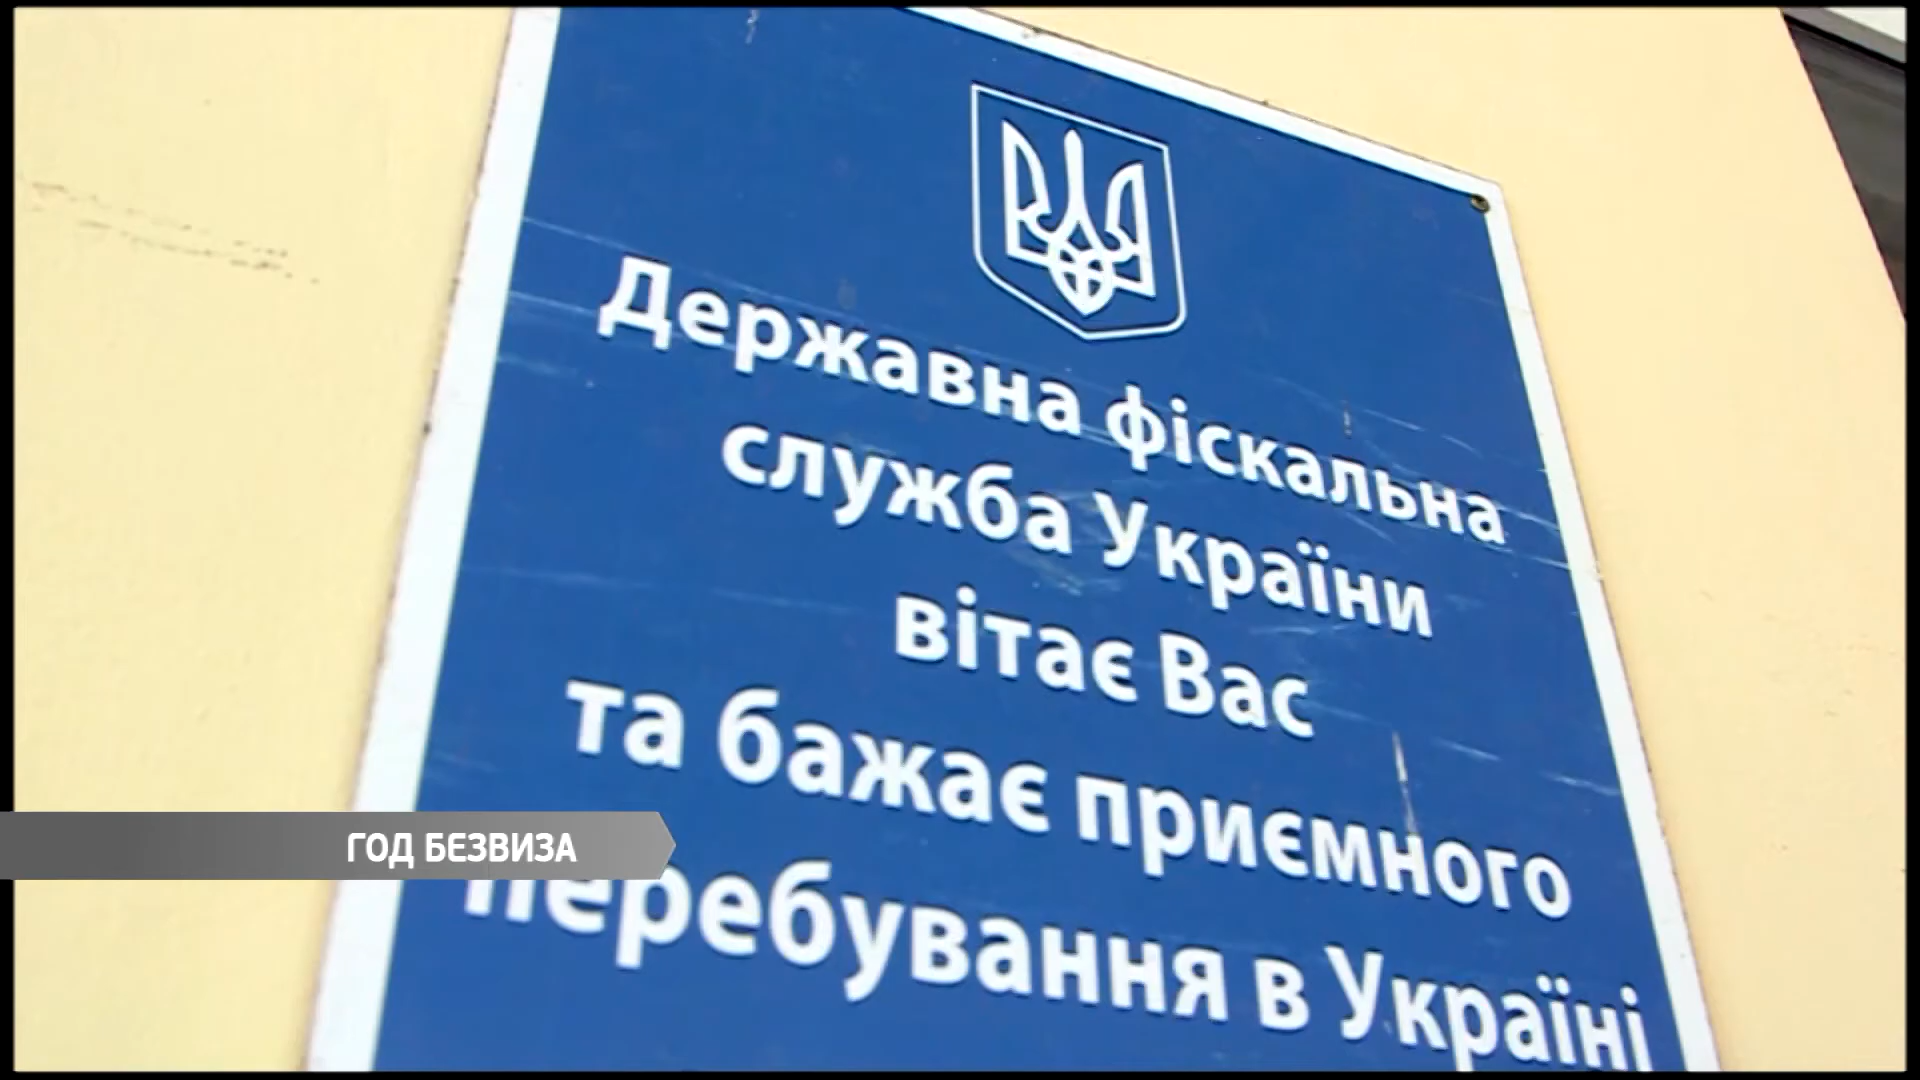 Державна фіскальна
служба України
вітає Вас
та бажає приємного
перебування в Україні
ГОД БЕЗВИЗА